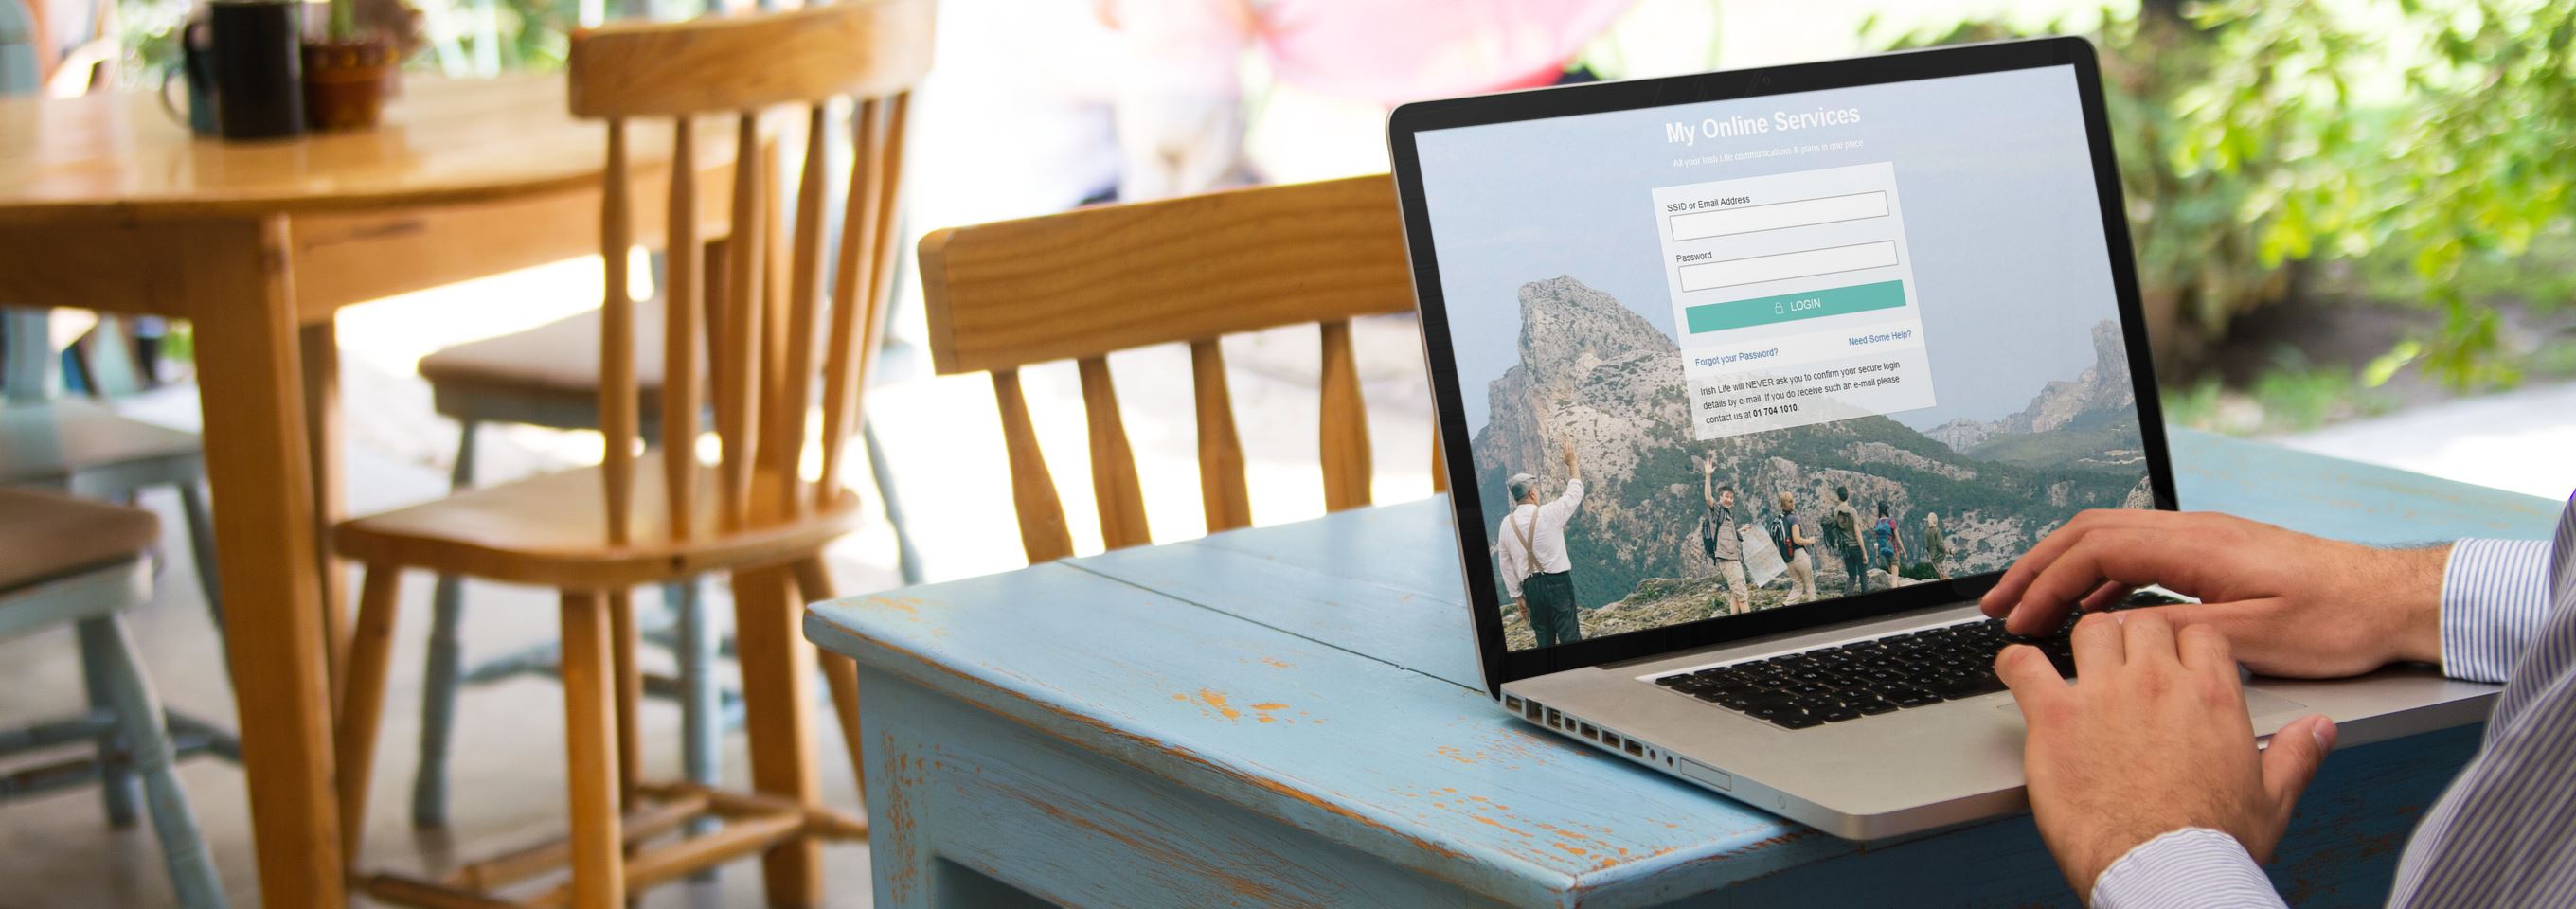 My Online Services
All your Irish Life communications & plans in one place
SSID or Email Address
Password
LOGIN
Forgot your Password?
Need Some Help?
Irish Life will NEVER ask you to confirm your secure login
details by e-mail. If you do receive such an e-mail please
contact us at 01 704 1010.